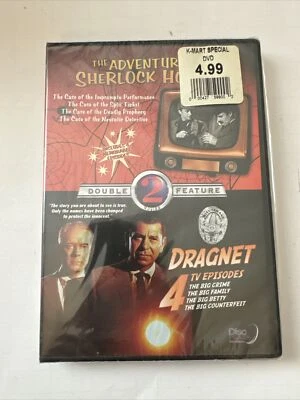 THE ADVENTUR
SHERLOCK HO
K-MART SPECIAL
DVD
4.99
The Case of the Impromptu Performance
The Case of the Split Ticket
The Case of the Deadly Prophecy
The Case of the Neurotic Detective
DOUBLE 2 FEATURE
"The story you are about to see is true.
Only the names have been changed
to protect the innocent."
DRAGNET
4 TV EPISODES
THE BIG CRIME
THE BIG FAMILY
THE BIG BETTY
THE BIG COUNTERFEIT
Disc